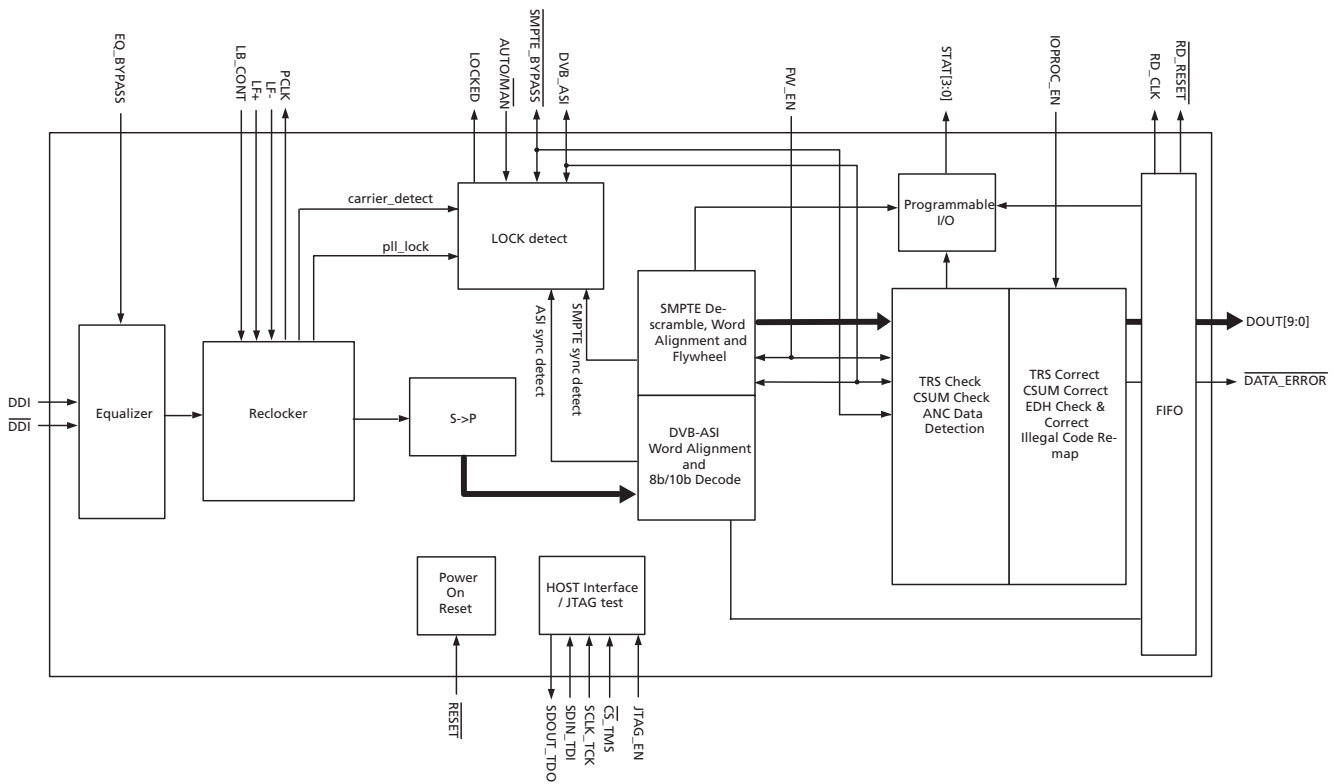 EQ_BYPASS
LB_CONT
LF+
LF-
PCLK
LOCKED
AUTO/MAN
SMPTE_BYPASS
DVB_ASI
FW_EN
STAT[3:0]
IOPROC_EN
RD_CLK
RD_RESET
carrier_detect
pll_lock
LOCK detect
Programmable
I/O
ASI sync detect
SMPTE sync detect
SMPTE De-
scramble, Word
Alignment and
Flywheel
DOUT[9:0]
DDI
DDI
Equalizer
Reclocker
S->P
TRS Check
CSUM Check
ANC Data
Detection
TRS Correct
CSUM Correct
EDH Check &
Correct
Illegal Code Re-
map
FIFO
DATA_ERROR
DVB-ASI
Word Alignment
and
8b/10b Decode
Power
On
Reset
HOST Interface
/ JTAG test
RESET
SDOUT_TDO
SDIN_TDI
SCLK_TCK
CS_TMS
JTAG_EN